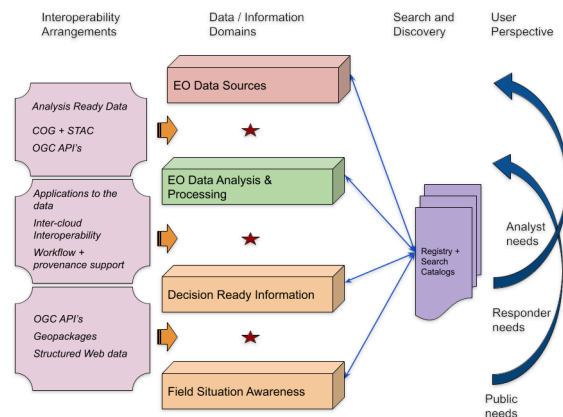 Interoperability
Arrangements
Data / Information
Domains
Search and
Discovery
User
Perspective
Analysis Ready Data
COG + STAC
OGC API's
Applications to the
data
Inter-cloud
Interoperability
Workflow +
provenance support
OGC API's
Geopackages
Structured Web data
EO Data Sources
EO Data Analysis &
Processing
Decision Ready Information
Field Situation Awareness
Registry +
Search
Catalogs
Analyst
needs
Responder
needs
Public
needs